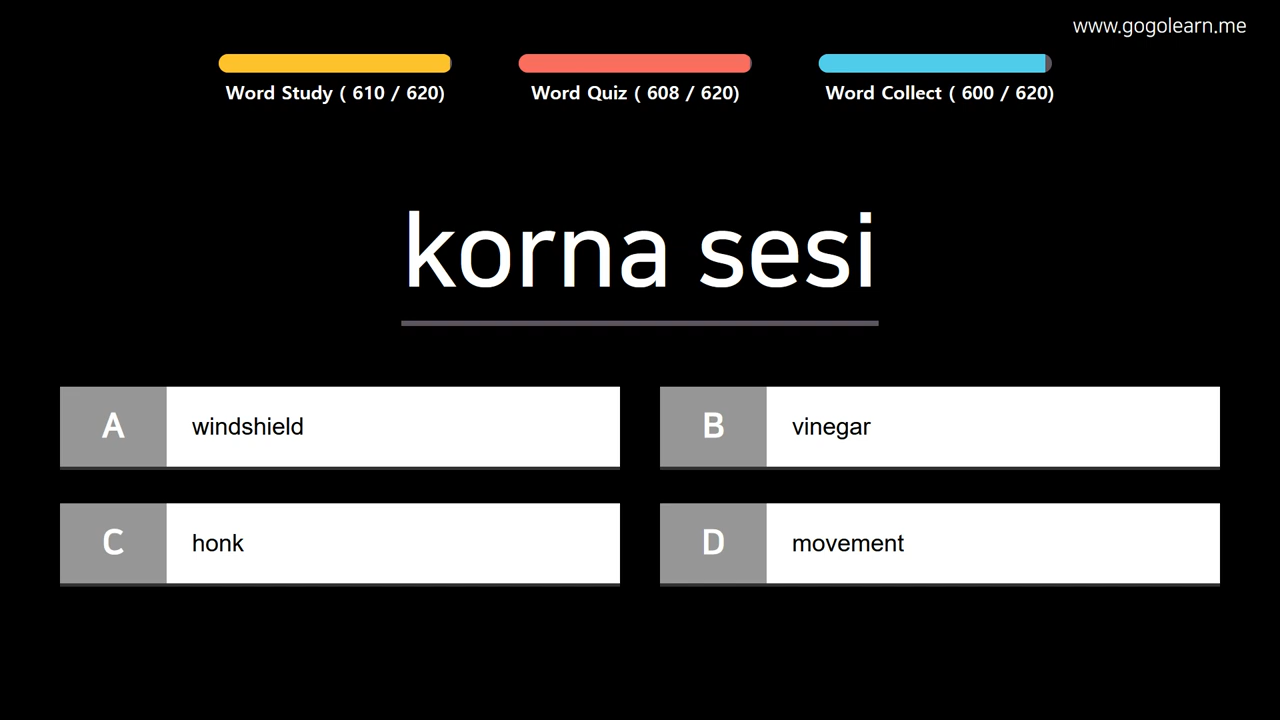 www.gogolearn.me
Word Study ( 610 / 620)
Word Quiz ( 608 / 620)
Word Collect ( 600 / 620)
korna sesi
A windshield
B vinegar
C honk
D movement